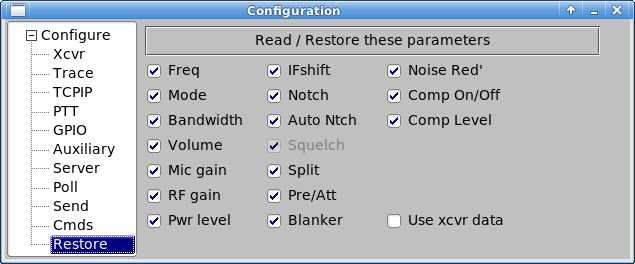 Configuration
Configure
Xcvr
Trace
TCPIP
PTT
GPIO
Auxiliary
Server
Poll
Send
Cmds
Restore
Read / Restore these parameters
Freq
Mode
Bandwidth
Volume
Mic gain
RF gain
Pwr level
IFshift
Notch
Auto Ntch
Squelch
Split
Pre/Att
Blanker
Noise Red'
Comp On/Off
Comp Level
Use xcvr data